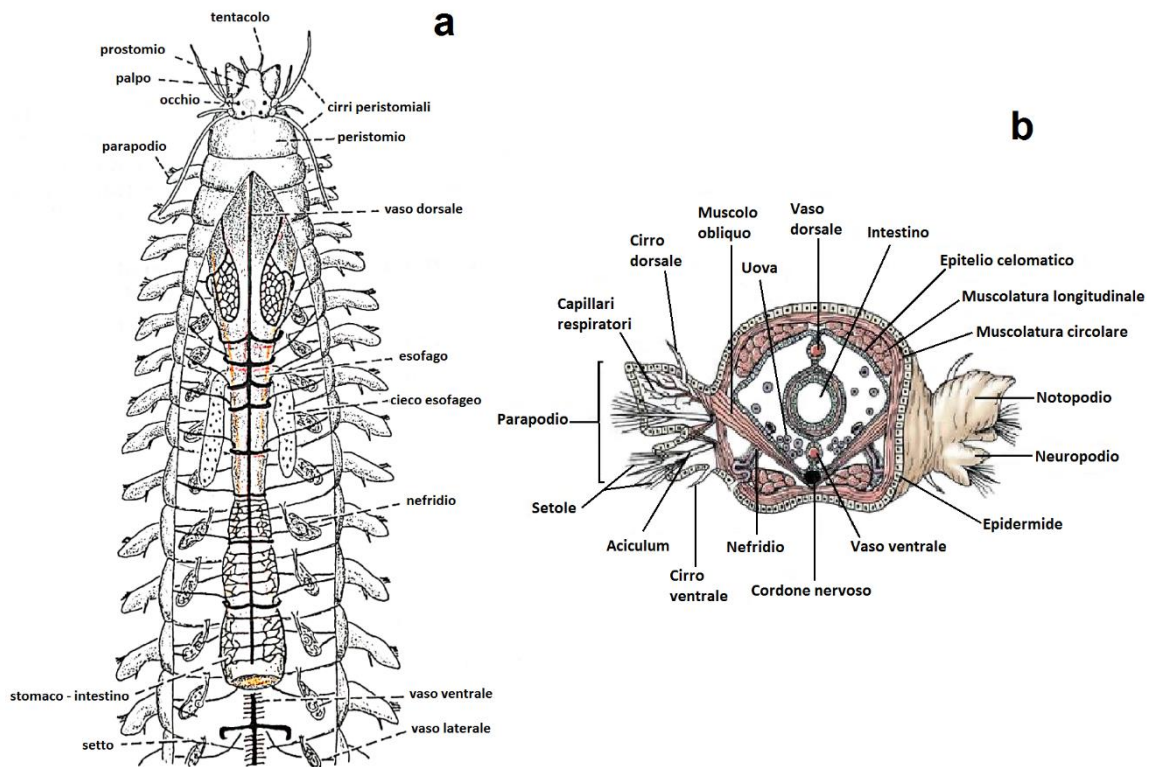 a
tentacolo
prostomio
palpo
occhio
cirri peristomiali
peristomio
parapodio
vaso dorsale
esofago
cieco esofageo
nefridio
stomaco - intestino
vaso ventrale
vaso laterale
setto
b
Muscolo
obliquo
Vaso
dorsale
Intestino
Cirro
dorsale
Uova
Epitelio celomatico
Capillari
respiratori
Muscolatura longitudinale
Muscolatura circolare
Parapodio
Notopodio
Neuropodio
Setole
Epidermide
Aciculum
Nefridio
Vaso ventrale
Cirro
ventrale
Cordone nervoso